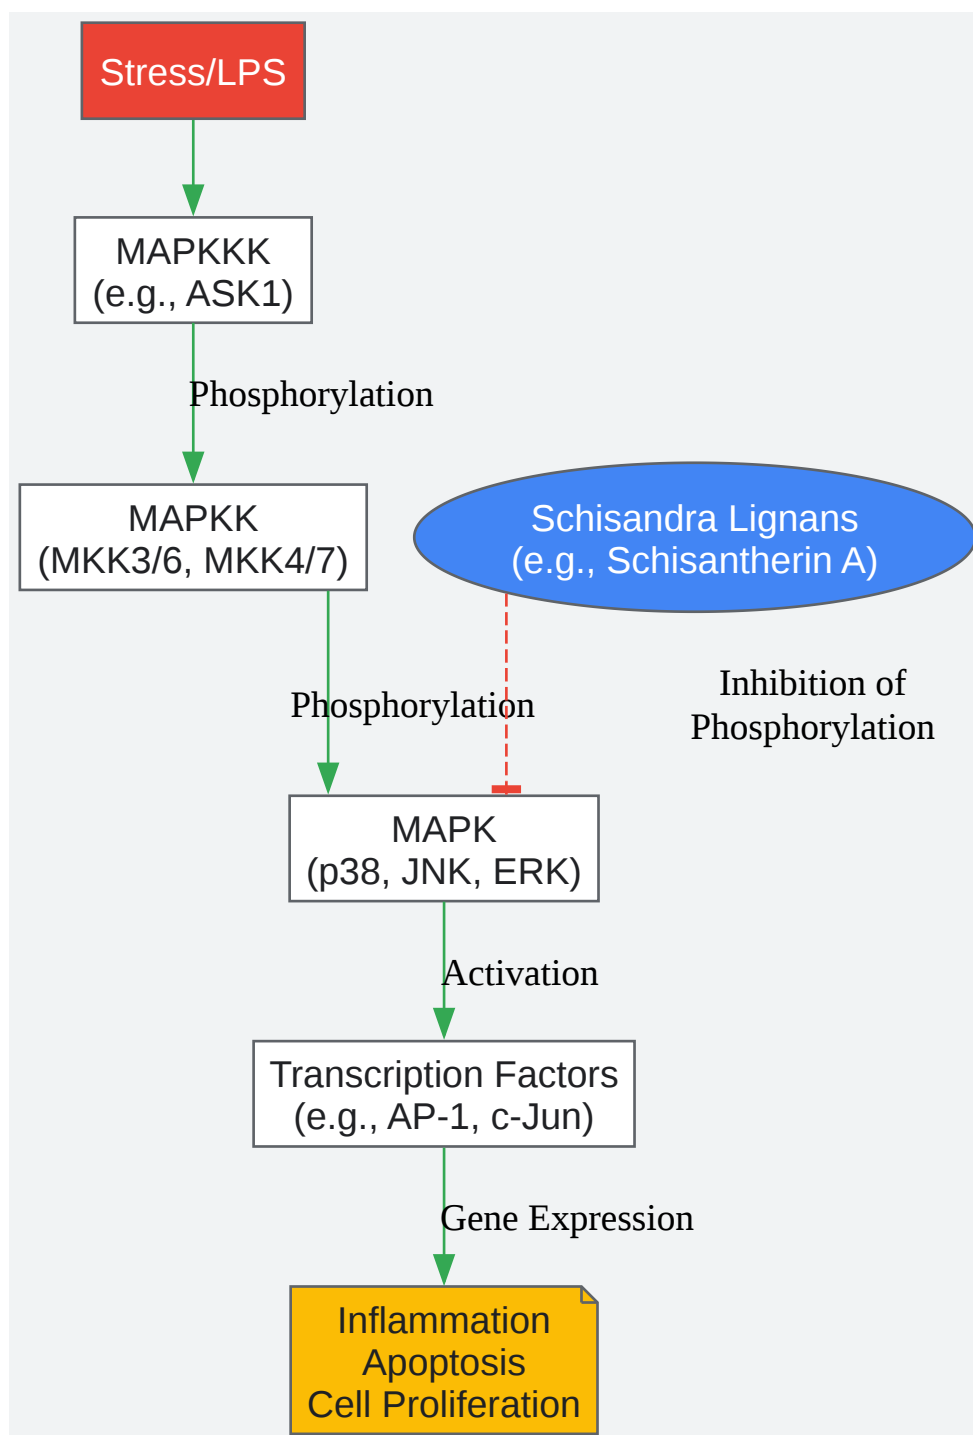 Stress/LPS
MAPKKK
(e.g., ASK1)
Phosphorylation
MAPKK
(MKK3/6, MKK4/7)
Schisandra Lignans
(e.g., Schisantherin A)
Phosphorylation
Inhibition of
Phosphorylation
MAPK
(p38, JNK, ERK)
Activation
Transcription Factors
(e.g., AP-1, c-Jun)
Gene Expression
Inflammation
Apoptosis
Cell Proliferation